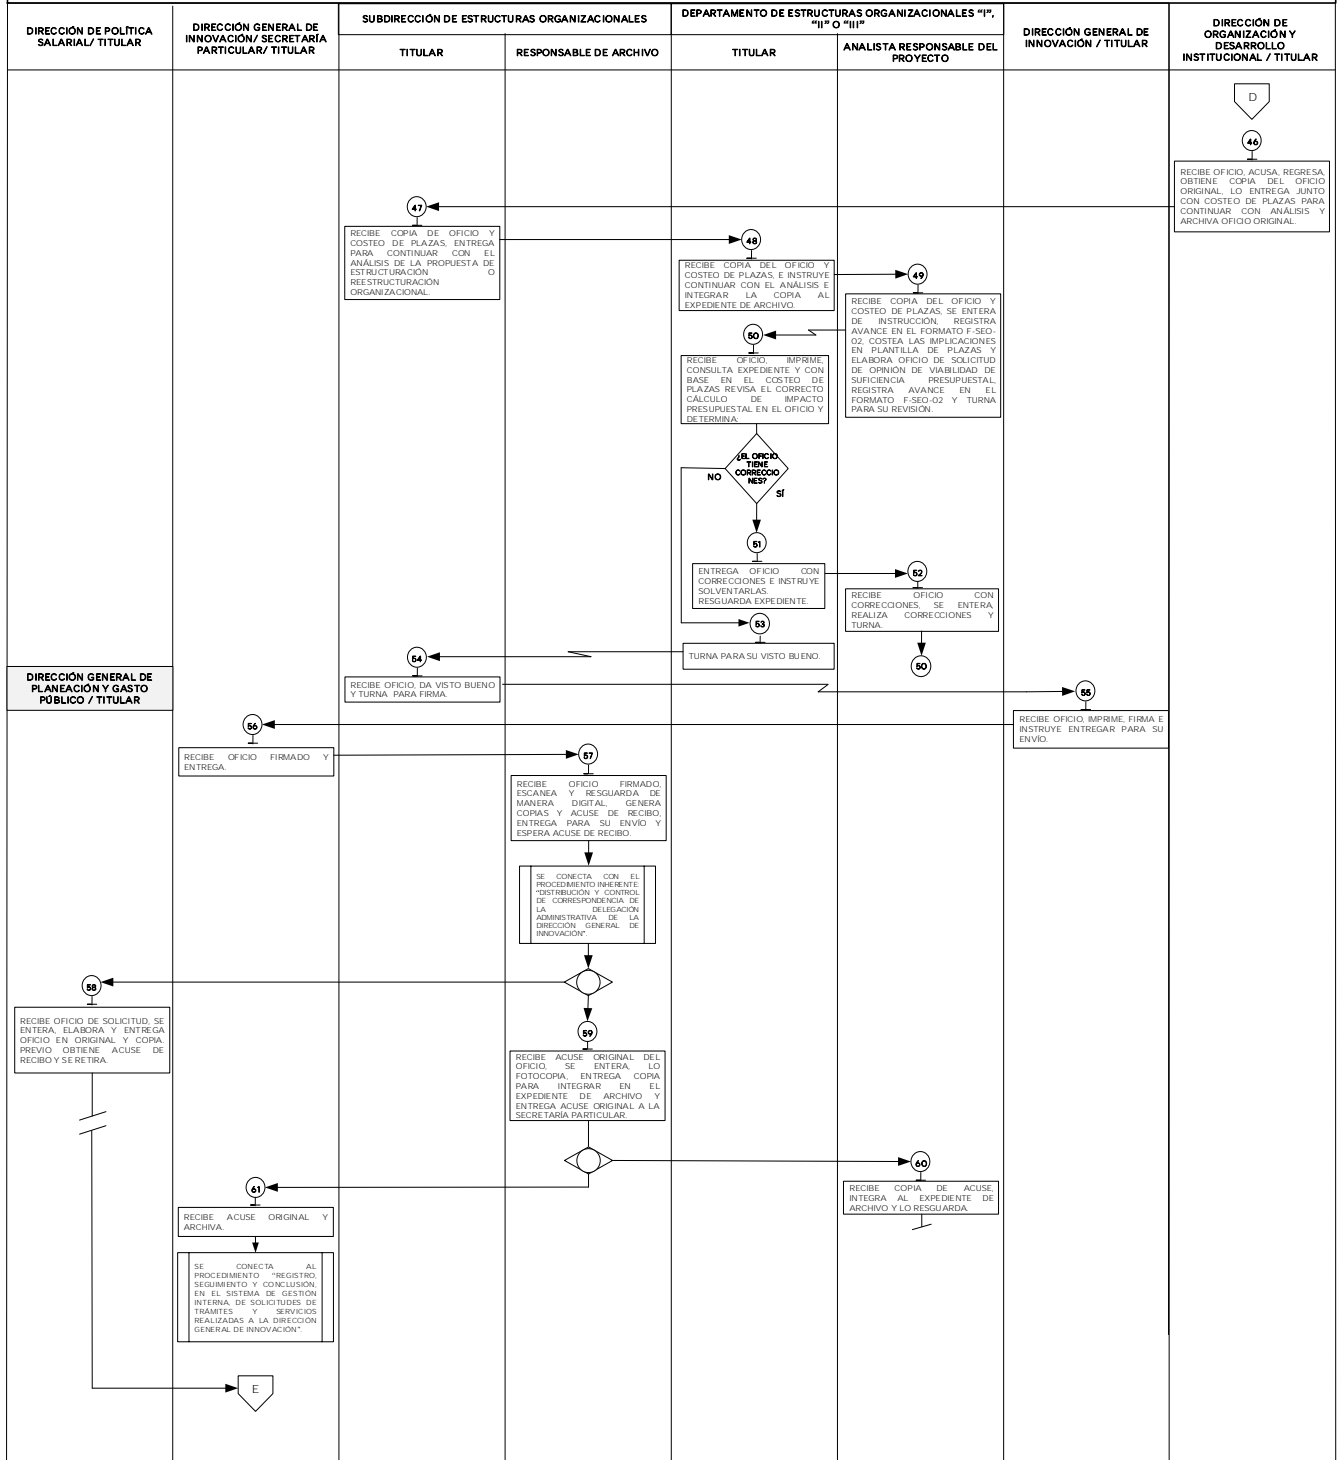 DIRECCIÓN DE POLÍTICA
SALARIAL/ TITULAR
DIRECCIÓN GENERAL DE
INNOVACIÓN/ SECRETARÍA
PARTICULAR/ TITULAR
SUBDIRECCIÓN DE ESTRUCTURAS ORGANIZACIONALES
TITULAR
RESPONSABLE DE ARCHIVO
DEPARTAMENTO DE ESTRUCTURAS ORGANIZACIONALES "I",
"II" O "III"
TITULAR
ANALISTA RESPONSABLE DEL
PROYECTO
DIRECCIÓN GENERAL DE
INNOVACIÓN / TITULAR
DIRECCIÓN DE
ORGANIZACIÓN Y
DESARROLLO
INSTITUCIONAL / TITULAR
D
46
RECIBE OFICIO, ACUSA, REGRESA,
OBTIENE COPIA DEL OFICIO
ORIGINAL, LO ENTREGA JUNTO
CON COSTEO DE PLAZAS PARA
CONTINUAR CON ANÁLISIS Y
ARCHIVA OFICIO ORIGINAL.
47
RECIBE COPIA DE OFICIO Y
COSTEO DE PLAZAS, ENTREGA
PARA CONTINUAR CON EL
ANÁLISIS DE LA PROPUESTA DE
ESTRUCTURACIÓN O
REESTRUCTURACIÓN
ORGANIZACIONAL.
48
RECIBE COPIA DEL OFICIO Y
COSTEO DE PLAZAS, E INSTRUYE
CONTINUAR CON EL ANÁLISIS E
INTEGRAR LA COPIA AL
EXPEDIENTE DE ARCHIVO.
49
RECIBE COPIA DEL OFICIO Y
COSTEO DE PLAZAS, SE ENTERA
DE INSTRUCCIÓN, REGISTRA
AVANCE EN EL FORMATO F-SEO-
02, COSTEA LAS IMPLICACIONES
EN PLANTILLA DE PLAZAS Y
ELABORA OFICIO DE SOLICITUD
DE OPINIÓN DE VIABILIDAD DE
SUFICIENCIA PRESUPUESTAL,
REGISTRA AVANCE EN EL
FORMATO F-SEO-02 Y TURNA
PARA SU REVISIÓN.
50
RECIBE OFICIO, IMPRIME,
CONSULTA EXPEDIENTE Y CON
BASE EN EL COSTEO DE
PLAZAS REVISA EL CORRECTO
CÁLCULO DE IMPACTO
PRESUPUESTAL EN EL OFICIO Y
DETERMINA:
¿EL OFICIO
TIENE
CORRECCIO
NES?
NO
SÍ
51
ENTREGA OFICIO CON
CORRECCIONES E INSTRUYE
SOLVENTARLAS.
RESGUARDA EXPEDIENTE.
52
RECIBE OFICIO CON
CORRECCIONES, SE ENTERA,
REALIZA CORRECCIONES Y
TURNA.
50
53
TURNA PARA SU VISTO BUENO.
54
RECIBE OFICIO, DA VISTO BUENO
Y TURNA PARA FIRMA.
DIRECCIÓN GENERAL DE
PLANEACIÓN Y GASTO
PÚBLICO / TITULAR
55
RECIBE OFICIO, IMPRIME, FIRMA E
INSTRUYE ENTREGAR PARA SU
ENVÍO.
56
RECIBE OFICIO FIRMADO Y
ENTREGA.
57
RECIBE OFICIO FIRMADO,
ESCANEA Y RESGUARDA DE
MANERA DIGITAL, GENERA
COPIAS Y ACUSE DE RECIBO,
ENTREGA PARA SU ENVÍO Y
ESPERA ACUSE DE RECIBO.
SE CONECTA CON EL
PROCEDIMIENTO INHERENTE:
"DISTRIBUCIÓN Y CONTROL
DE CORRESPONDENCIA DE
LA DELEGACIÓN
ADMINISTRATIVA DE LA
DIRECCIÓN GENERAL DE
INNOVACIÓN".
58
RECIBE OFICIO DE SOLICITUD, SE
ENTERA, ELABORA Y ENTREGA
OFICIO EN ORIGINAL Y COPIA.
PREVIO OBTIENE ACUSE DE
RECIBO Y SE RETIRA.
59
RECIBE ACUSE ORIGINAL DEL
OFICIO, SE ENTERA, LO
FOTOCOPIA, ENTREGA COPIA
PARA INTEGRAR EN EL
EXPEDIENTE DE ARCHIVO Y
ENTREGA ACUSE ORIGINAL A LA
SECRETARÍA PARTICULAR.
60
RECIBE COPIA DE ACUSE,
INTEGRA AL EXPEDIENTE DE
ARCHIVO Y LO RESGUARDA.
61
RECIBE ACUSE ORIGINAL Y
ARCHIVA.
SE CONECTA AL
PROCEDIMIENTO "REGISTRO,
SEGUIMIENTO Y CONCLUSIÓN,
EN EL SISTEMA DE GESTIÓN
INTERNA, DE SOLICITUDES DE
TRÁMITES Y SERVICIOS
REALIZADAS A LA DIRECCIÓN
GENERAL DE INNOVACIÓN".
E